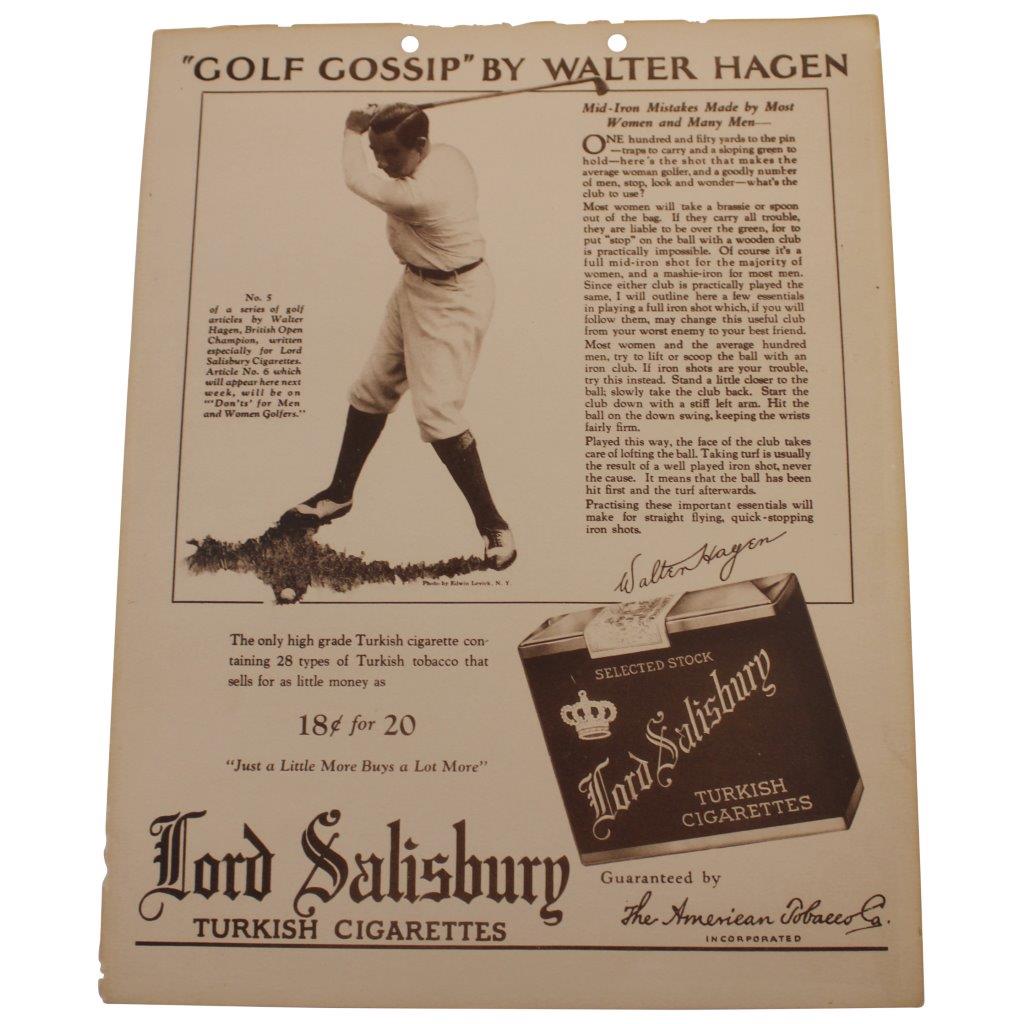 "GOLF GOSSIP" BY WALTER HAGEN
Mid-Iron Mistakes Made by Most
Women and Many Men—
ONE hundred and fifty yards to the pin
—traps to carry and a sloping green to
hold—here's the shot that makes the
average woman golfer, and a goodly number
of men, stop, look and wonder—what's the
club to use?
Most women will take a brassie or spoon
out of the bag. If they carry all trouble,
they are liable to be over the green, for to
put "stop" on the ball with a wooden club
is practically impossible. Of course it's a
full mid-iron shot for the majority of
women, and a mashie-iron for most men.
Since either club is practically played the
same, I will outline here a few essentials
in playing a full iron shot which, if you will
follow them, may change this useful club
from your worst enemy to your best friend.
Most women and the average hundred
men, try to lift or scoop the ball with an
iron club. If iron shots are your trouble,
try this instead. Stand a little closer to the
ball; slowly take the club back. Start the
club down with a stiff left arm. Hit the
ball on the down swing, keeping the wrists
fairly firm.
Played this way, the face of the club takes
care of lofting the ball. Taking turf is usually
the result of a well played iron shot, never
the cause. It means that the ball has been
hit first and the turf afterwards.
Practising these important essentials will
make for straight flying, quick-stopping
iron shots.
Walter Hagen
No. 5
of a series of golf
articles by Walter
Hagen, British Open
Champion, written
especially for Lord
Salisbury Cigarettes.
Article No. 6 which
will appear here next
week, will be on
"'Don'ts' for Men
and Women Golfers."
Photo by Edwin Levick, N. Y.
The only high grade Turkish cigarette con-
taining 28 types of Turkish tobacco that
sells for as little money as
18¢ for 20
"Just a Little More Buys a Lot More"
SELECTED STOCK
Lord Salisbury
TURKISH
CIGARETTES
Lord Salisbury
TURKISH CIGARETTES
Guaranteed by
The American Tobacco Co.
INCORPORATED